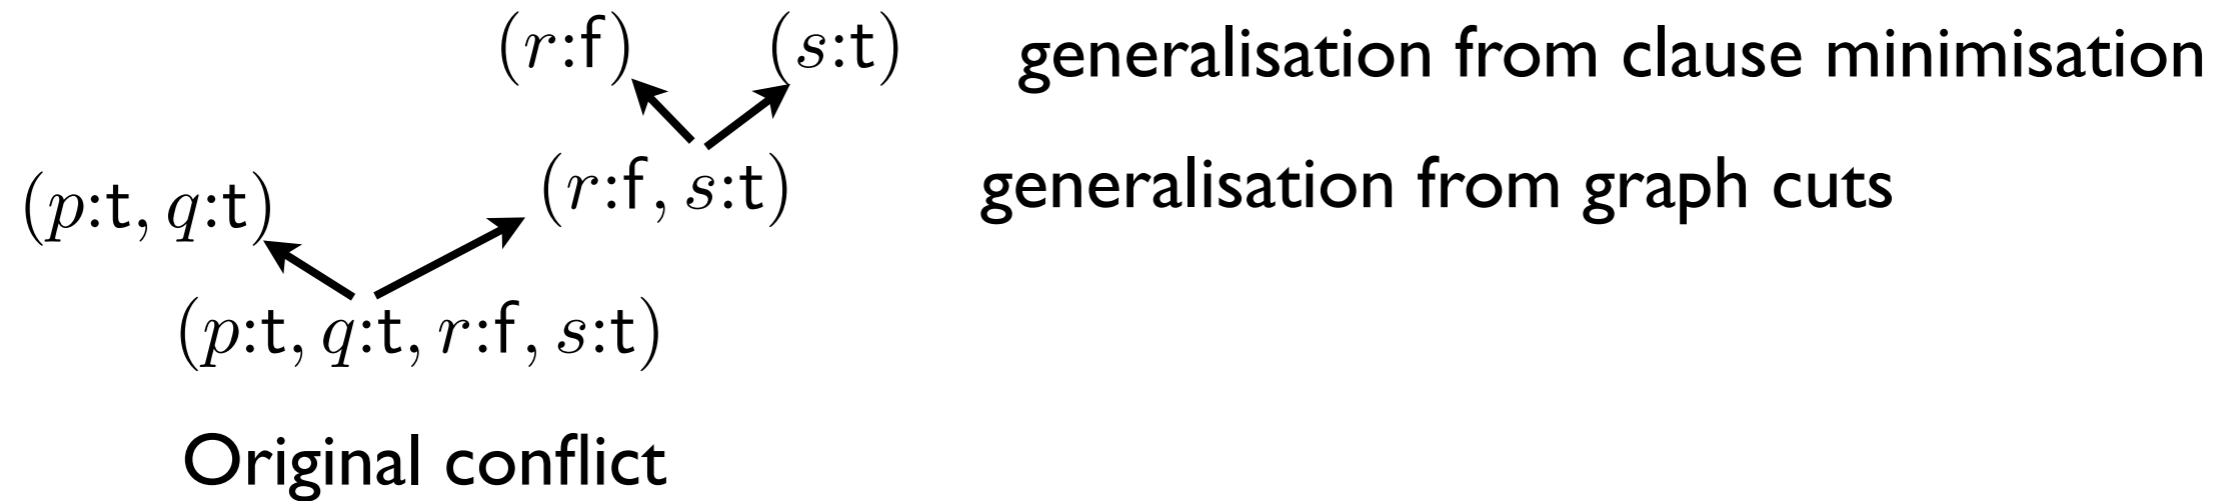 (r:f) (s:t) generalisation from clause minimisation
(p:t, q:t) (r:f, s:t) generalisation from graph cuts
(p:t, q:t, r:f, s:t)
Original conflict